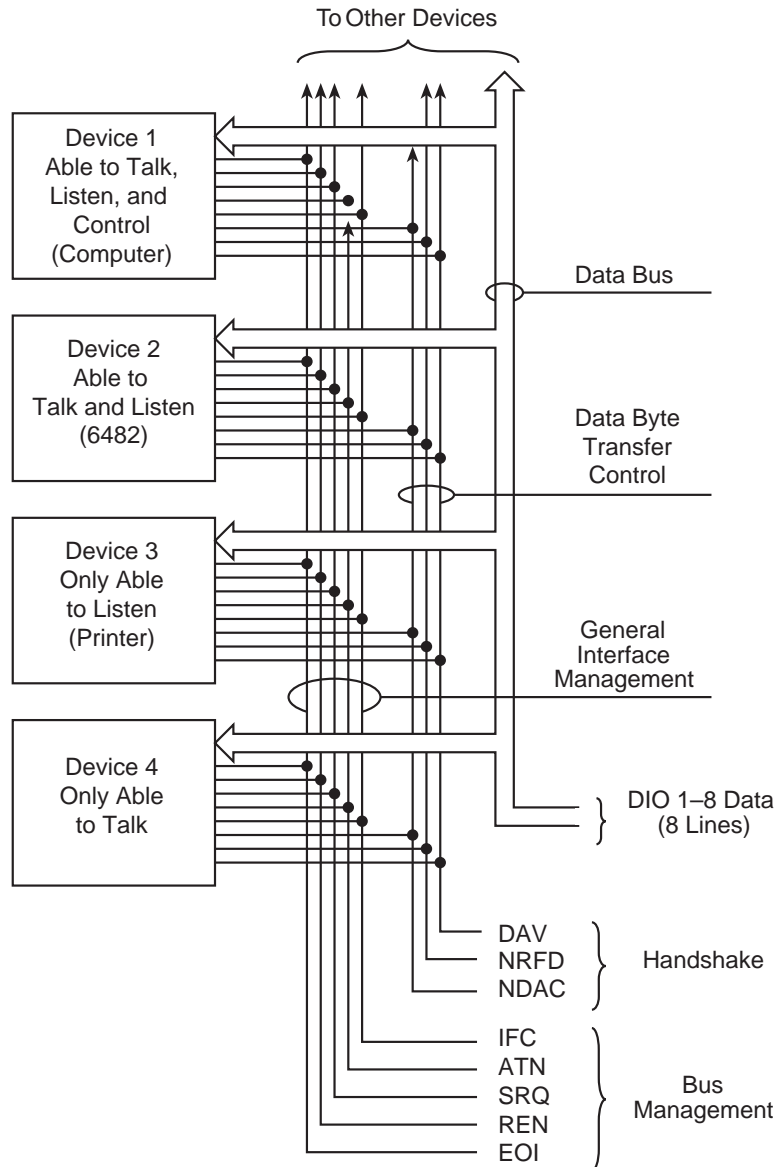 To Other Devices
Device 1
Able to Talk,
Listen, and
Control
(Computer)
Data Bus
Device 2
Able to
Talk and Listen
(6482)
Data Byte
Transfer
Control
Device 3
Only Able
to Listen
(Printer)
General
Interface
Management
Device 4
Only Able
to Talk
DIO 1–8 Data
(8 Lines)
DAV
NRFD
NDAC
Handshake
IFC
ATN
SRQ
REN
EOI
Bus
Management